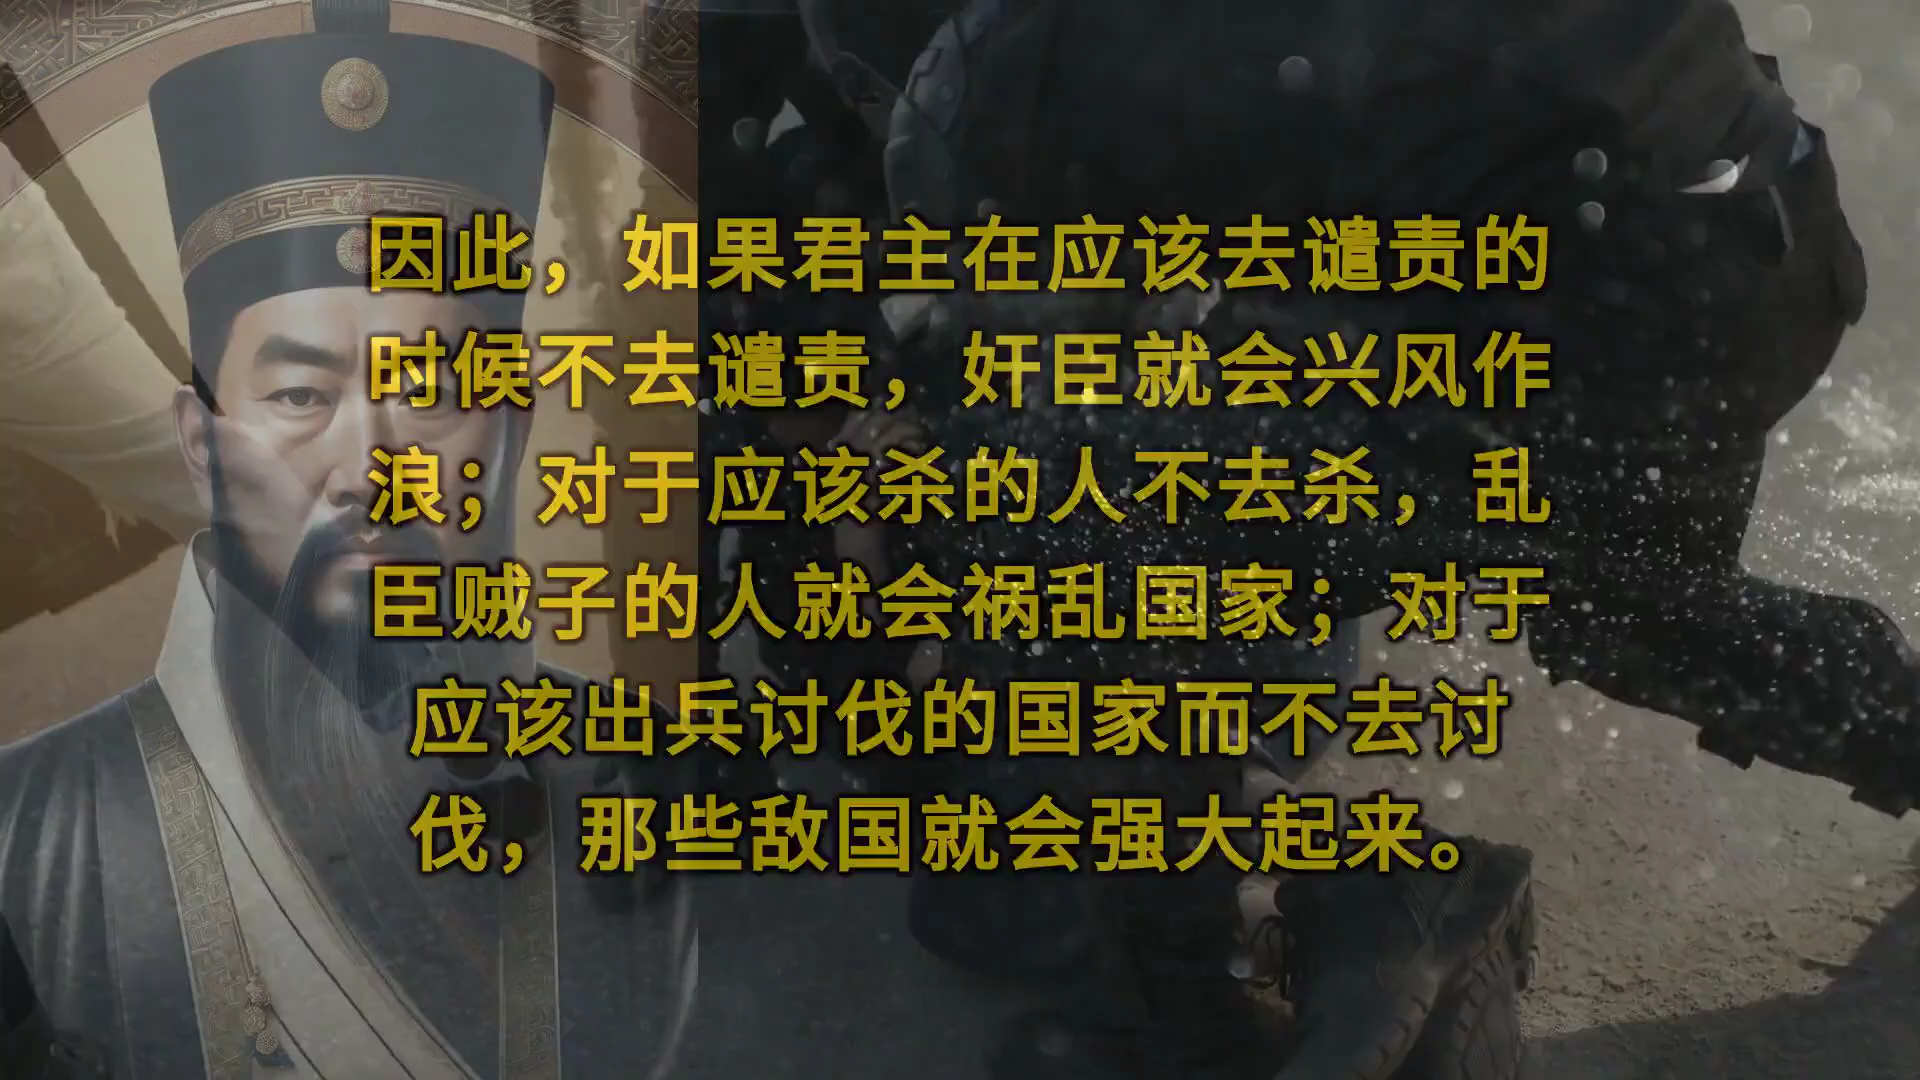 因此，如果君主在应该去谴责的
时候不去谴责，奸臣就会兴风作
浪；对于应该杀的人不去杀，乱
臣贼子的人就会祸乱国家；对于
应该出兵讨伐的国家而不去讨
伐，那些敌国就会强大起来。